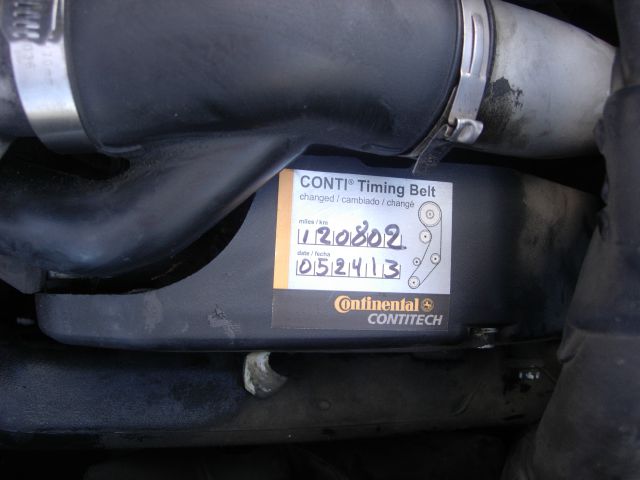 CONTI® Timing Belt
changed / cambiado / changé
miles / km
120802
date / fecha
052413
Continental
CONTITECH